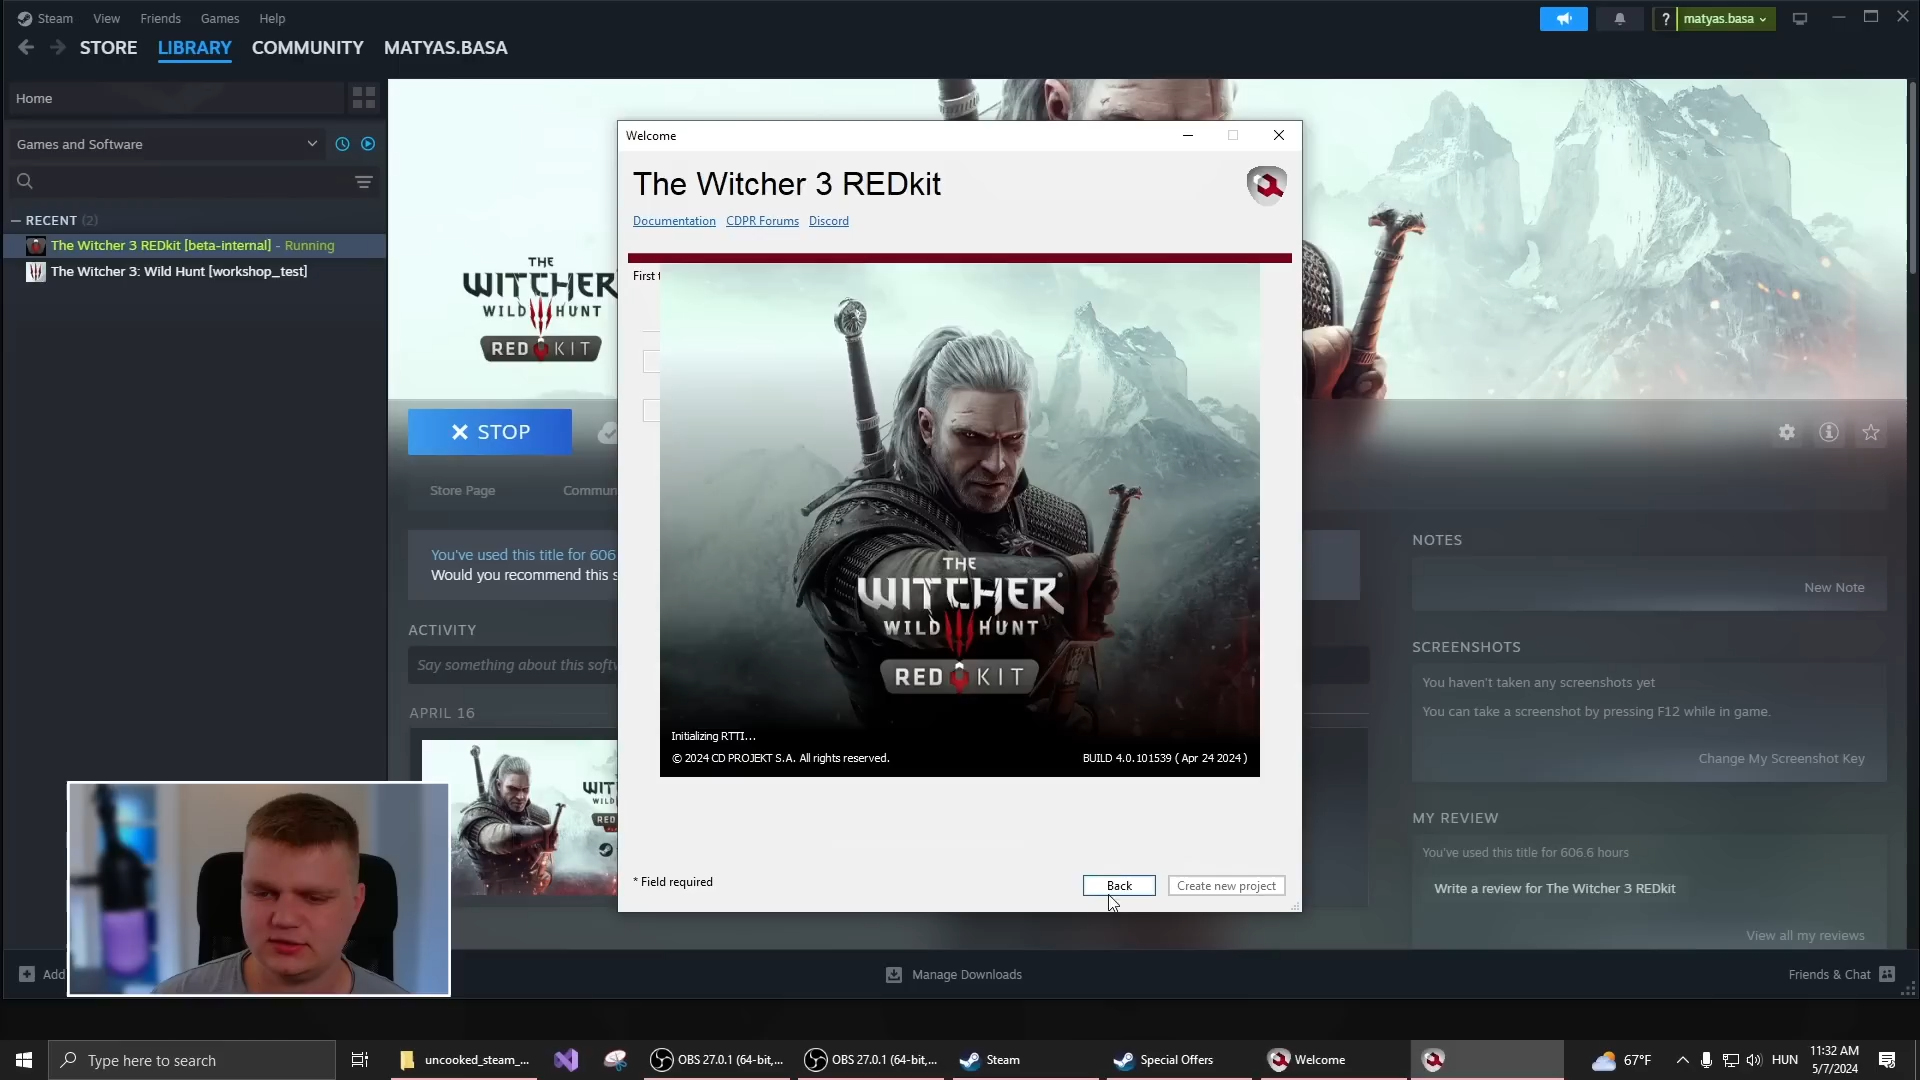 Steam View Friends Games Help
? matyas.basa
STORE LIBRARY COMMUNITY MATYAS.BASA
Home
Games and Software
RECENT (2)
The Witcher 3 REDkit [beta-internal] - Running
The Witcher 3: Wild Hunt [workshop_test]
THE
WITCHER
WILD HUNT
RED KIT
STOP
Store Page
You've used this title for 606
Would you recommend this
ACTIVITY
Say something about this
APRIL 16
Welcome
The Witcher 3 REDkit
Documentation CDPR Forums Discord
First
THE
WITCHER
WILD HUNT
RED KIT
Initializing RTTI...
© 2024 CD PROJEKT S.A. All rights reserved.
BUILD 4.0.101539 ( Apr 24 2024 )
* Field required
Back
Create new project
NOTES
New Note
SCREENSHOTS
You haven't taken any screenshots yet
You can take a screenshot by pressing F12 while in game.
Change My Screenshot Key
MY REVIEW
You've used this title for 606.6 hours
Write a review for The Witcher 3 REDkit
View all my reviews
Add
Manage Downloads
Friends & Chat
Type here to search
uncooked_steam_...
OBS 27.0.1 (64-bit,...
OBS 27.0.1 (64-bit,...
Steam
Special Offers
Welcome
67°F
HUN
11:32 AM
5/7/2024